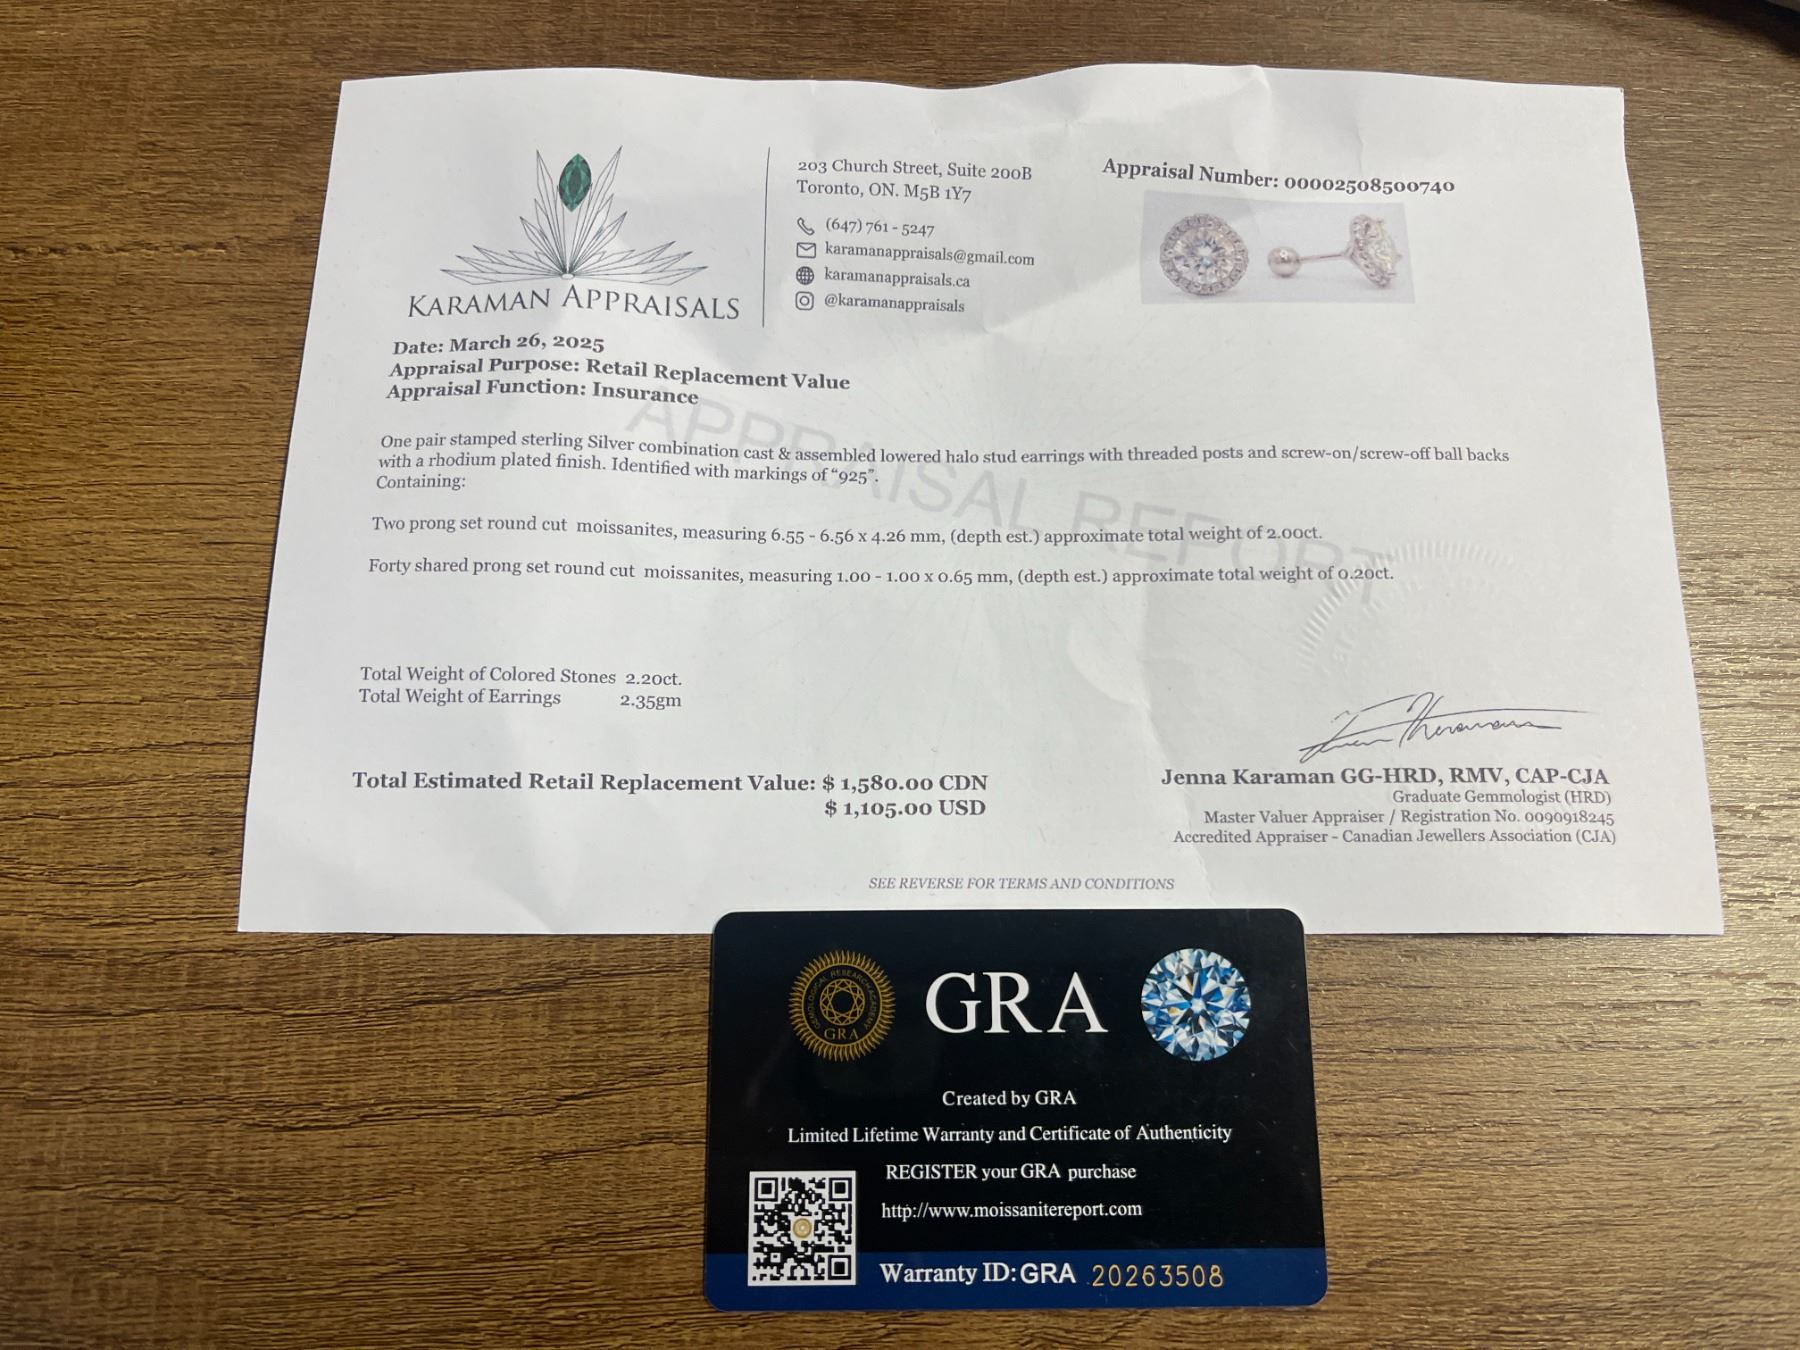 KARAMAN APPRAISALS
203 Church Street, Suite 200B
Toronto, ON. M5B 1Y7
(647) 761 - 5247
karamanappraisals@gmail.com
karamanappraisals.ca
@karamanappraisals
Appraisal Number: 00002508500740
Date: March 26, 2025
Appraisal Purpose: Retail Replacement Value
Appraisal Function: Insurance
APPRAISAL REPORT
One pair stamped sterling Silver combination cast & assembled lowered halo stud earrings with threaded posts and screw-on/screw-off ball backs
with a rhodium plated finish. Identified with markings of “925”.
Containing:
Two prong set round cut moissanites, measuring 6.55 - 6.56 x 4.26 mm, (depth est.) approximate total weight of 2.00ct.
Forty shared prong set round cut moissanites, measuring 1.00 - 1.00 x 0.65 mm, (depth est.) approximate total weight of 0.20ct.
Total Weight of Colored Stones 2.20ct.
Total Weight of Earrings 2.35gm
Total Estimated Retail Replacement Value: $ 1,580.00 CDN
$ 1,105.00 USD
Jenna Karaman GG-HRD, RMV, CAP-CJA
Graduate Gemmologist (HRD)
Master Valuer Appraiser / Registration No. 0090918245
Accredited Appraiser - Canadian Jewellers Association (CJA)
SEE REVERSE FOR TERMS AND CONDITIONS
GEMOLOGICAL RESEARCH ACADEMY
GRA
GRA
Created by GRA
Limited Lifetime Warranty and Certificate of Authenticity
REGISTER your GRA purchase
http://www.moissanitereport.com
Warranty ID:GRA 20263508